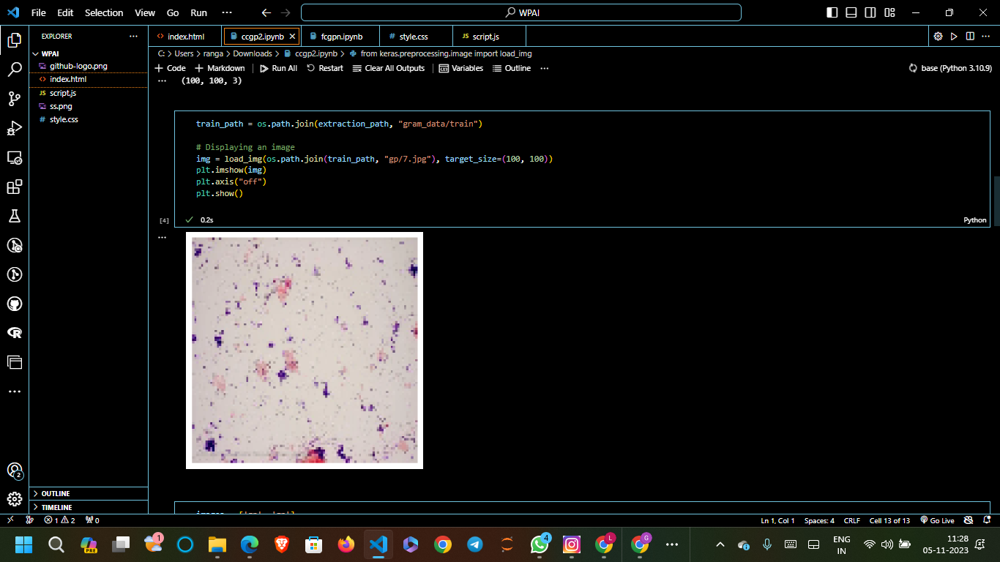 File Edit Selection View Go Run ··· WPAI
EXPLORER ···
index.html ccgp2.ipynb fcgpn.ipynb style.css JS script.js
WPAI
C: > Users > ranga > Downloads > ccgp2.ipynb > from keras.preprocessing.image import load_img
github-logo.png
+ Code + Markdown Run All Restart Clear All Outputs Variables Outline ··· base (Python 3.10.9)
index.html
··· (100, 100, 3)
JS script.js
ss.png
# style.css
train_path = os.path.join(extraction_path, "gram_data/train")
# Displaying an image
img = load_img(os.path.join(train_path, "gp/7.jpg"), target_size=(100, 100))
plt.imshow(img)
plt.axis("off")
plt.show()
[4] 0.2s Python
···
2
OUTLINE
TIMELINE
1 2 0 Ln 1, Col 1 Spaces: 4 CRLF Cell 13 of 13 Go Live
PRE 1 4 L G ··· ENG IN 11:28
05-11-2023